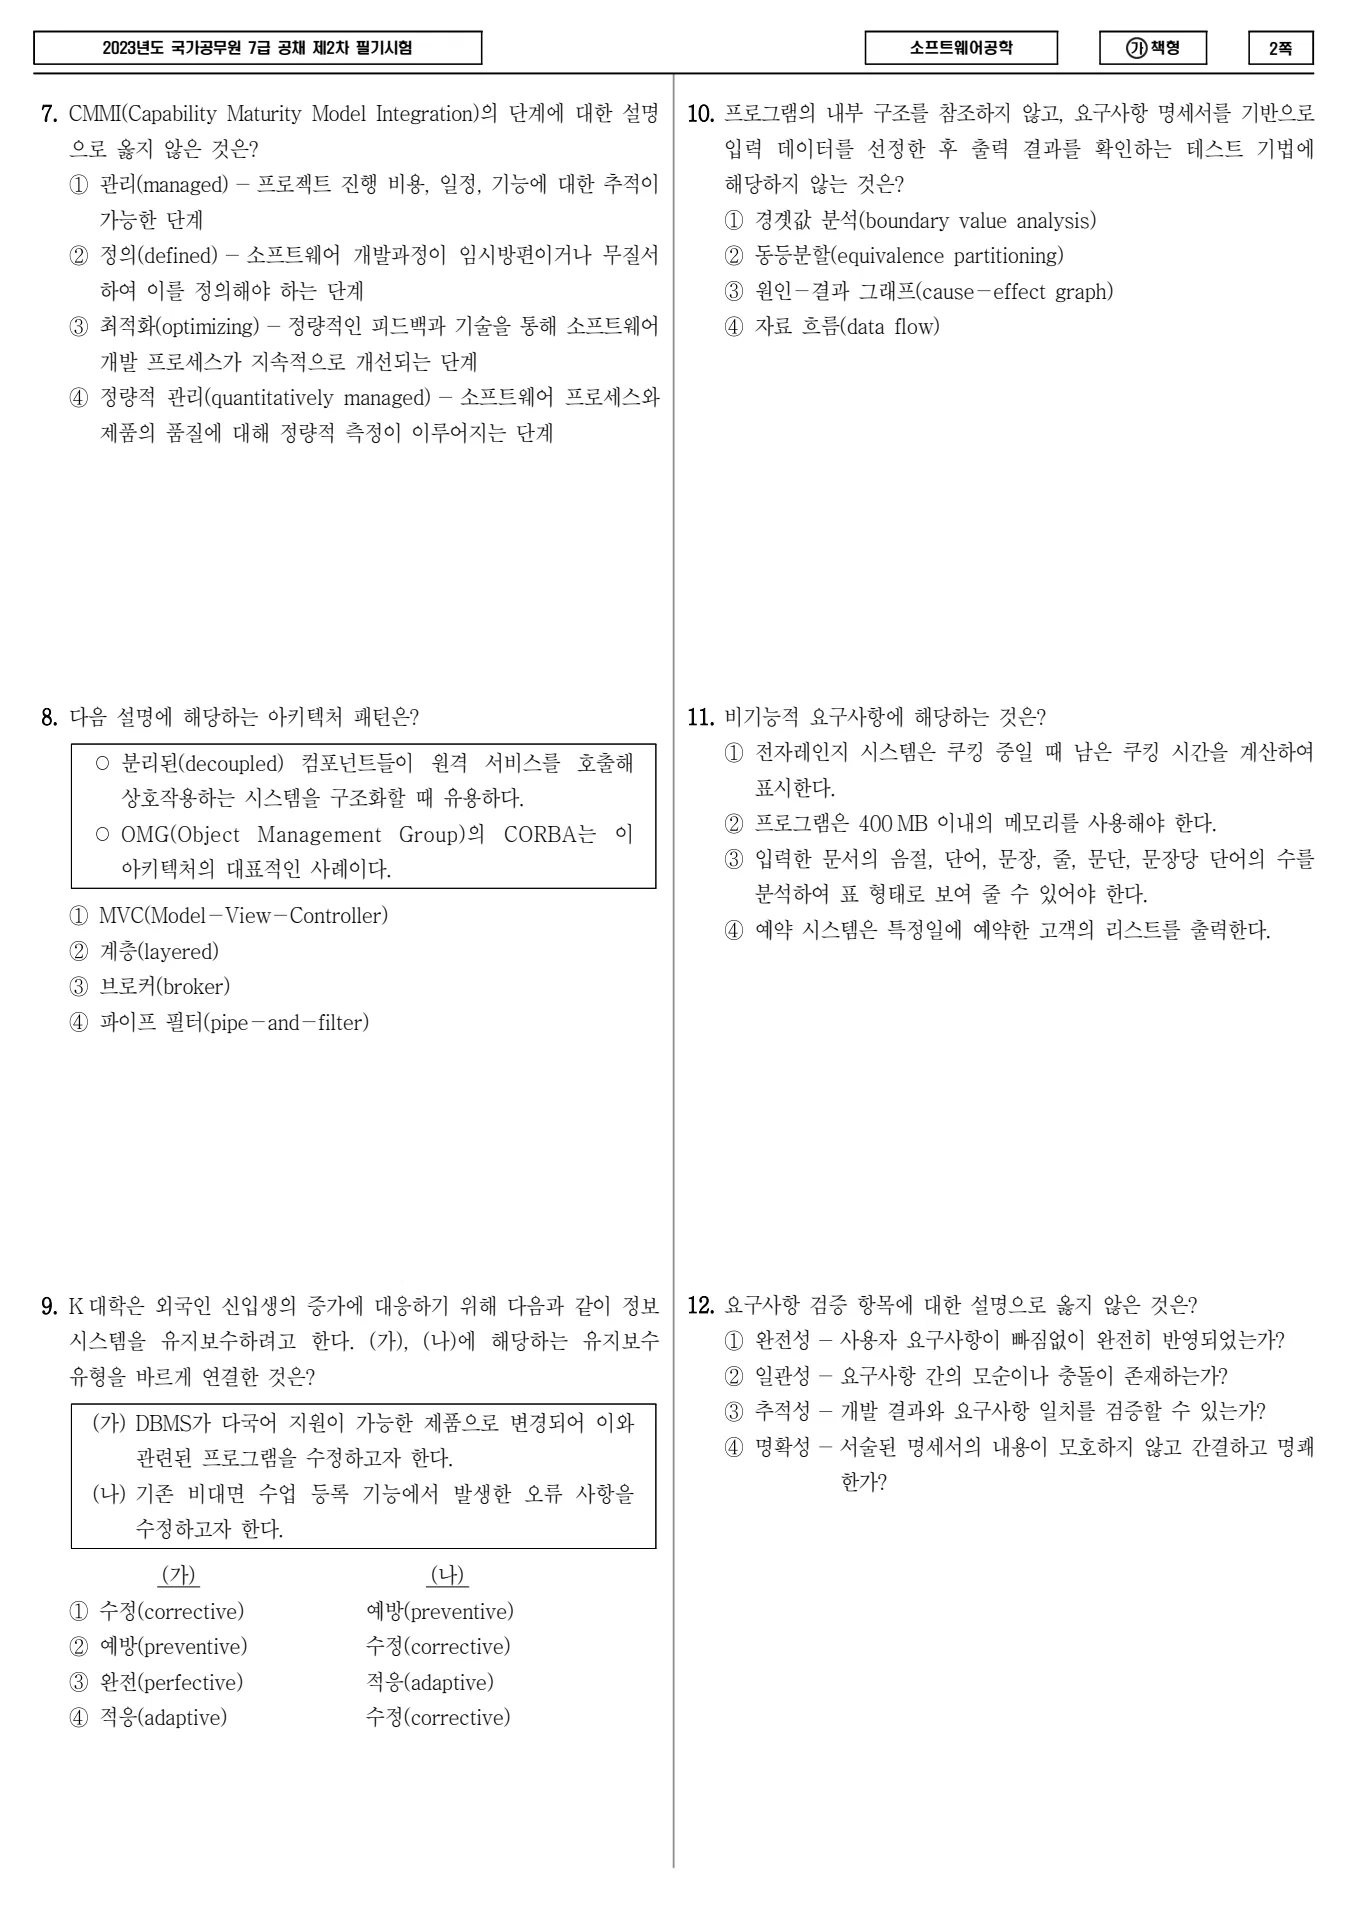 2023년도 국가공무원 7급 공채 제2차 필기시험
소프트웨어공학
㉮ 책형
2쪽
7. CMMI(Capability Maturity Model Integration)의 단계에 대한 설명
으로 옳지 않은 것은?
① 관리(managed) – 프로젝트 진행 비용, 일정, 기능에 대한 추적이
가능한 단계
② 정의(defined) – 소프트웨어 개발과정이 임시방편이거나 무질서
하여 이를 정의해야 하는 단계
③ 최적화(optimizing) – 정량적인 피드백과 기술을 통해 소프트웨어
개발 프로세스가 지속적으로 개선되는 단계
④ 정량적 관리(quantitatively managed) – 소프트웨어 프로세스와
제품의 품질에 대해 정량적 측정이 이루어지는 단계
8. 다음 설명에 해당하는 아키텍처 패턴은?
○ 분리된(decoupled) 컴포넌트들이 원격 서비스를 호출해
상호작용하는 시스템을 구조화할 때 유용하다.
○ OMG(Object Management Group)의 CORBA는 이
아키텍처의 대표적인 사례이다.
① MVC(Model-View-Controller)
② 계층(layered)
③ 브로커(broker)
④ 파이프 필터(pipe-and-filter)
9. K 대학은 외국인 신입생의 증가에 대응하기 위해 다음과 같이 정보
시스템을 유지보수하려고 한다. (가), (나)에 해당하는 유지보수
유형을 바르게 연결한 것은?
(가) DBMS가 다국어 지원이 가능한 제품으로 변경되어 이와
관련된 프로그램을 수정하고자 한다.
(나) 기존 비대면 수업 등록 기능에서 발생한 오류 사항을
수정하고자 한다.
(가) (나)
① 수정(corrective) 예방(preventive)
② 예방(preventive) 수정(corrective)
③ 완전(perfective) 적응(adaptive)
④ 적응(adaptive) 수정(corrective)
10. 프로그램의 내부 구조를 참조하지 않고, 요구사항 명세서를 기반으로
입력 데이터를 선정한 후 출력 결과를 확인하는 테스트 기법에
해당하지 않는 것은?
① 경곗값 분석(boundary value analysis)
② 동등분할(equivalence partitioning)
③ 원인-결과 그래프(cause-effect graph)
④ 자료 흐름(data flow)
11. 비기능적 요구사항에 해당하는 것은?
① 전자레인지 시스템은 쿠킹 중일 때 남은 쿠킹 시간을 계산하여
표시한다.
② 프로그램은 400 MB 이내의 메모리를 사용해야 한다.
③ 입력한 문서의 음절, 단어, 문장, 줄, 문단, 문장당 단어의 수를
분석하여 표 형태로 보여 줄 수 있어야 한다.
④ 예약 시스템은 특정일에 예약한 고객의 리스트를 출력한다.
12. 요구사항 검증 항목에 대한 설명으로 옳지 않은 것은?
① 완전성 – 사용자 요구사항이 빠짐없이 완전히 반영되었는가?
② 일관성 – 요구사항 간의 모순이나 충돌이 존재하는가?
③ 추적성 – 개발 결과와 요구사항 일치를 검증할 수 있는가?
④ 명확성 – 서술된 명세서의 내용이 모호하지 않고 간결하고 명쾌
한가?